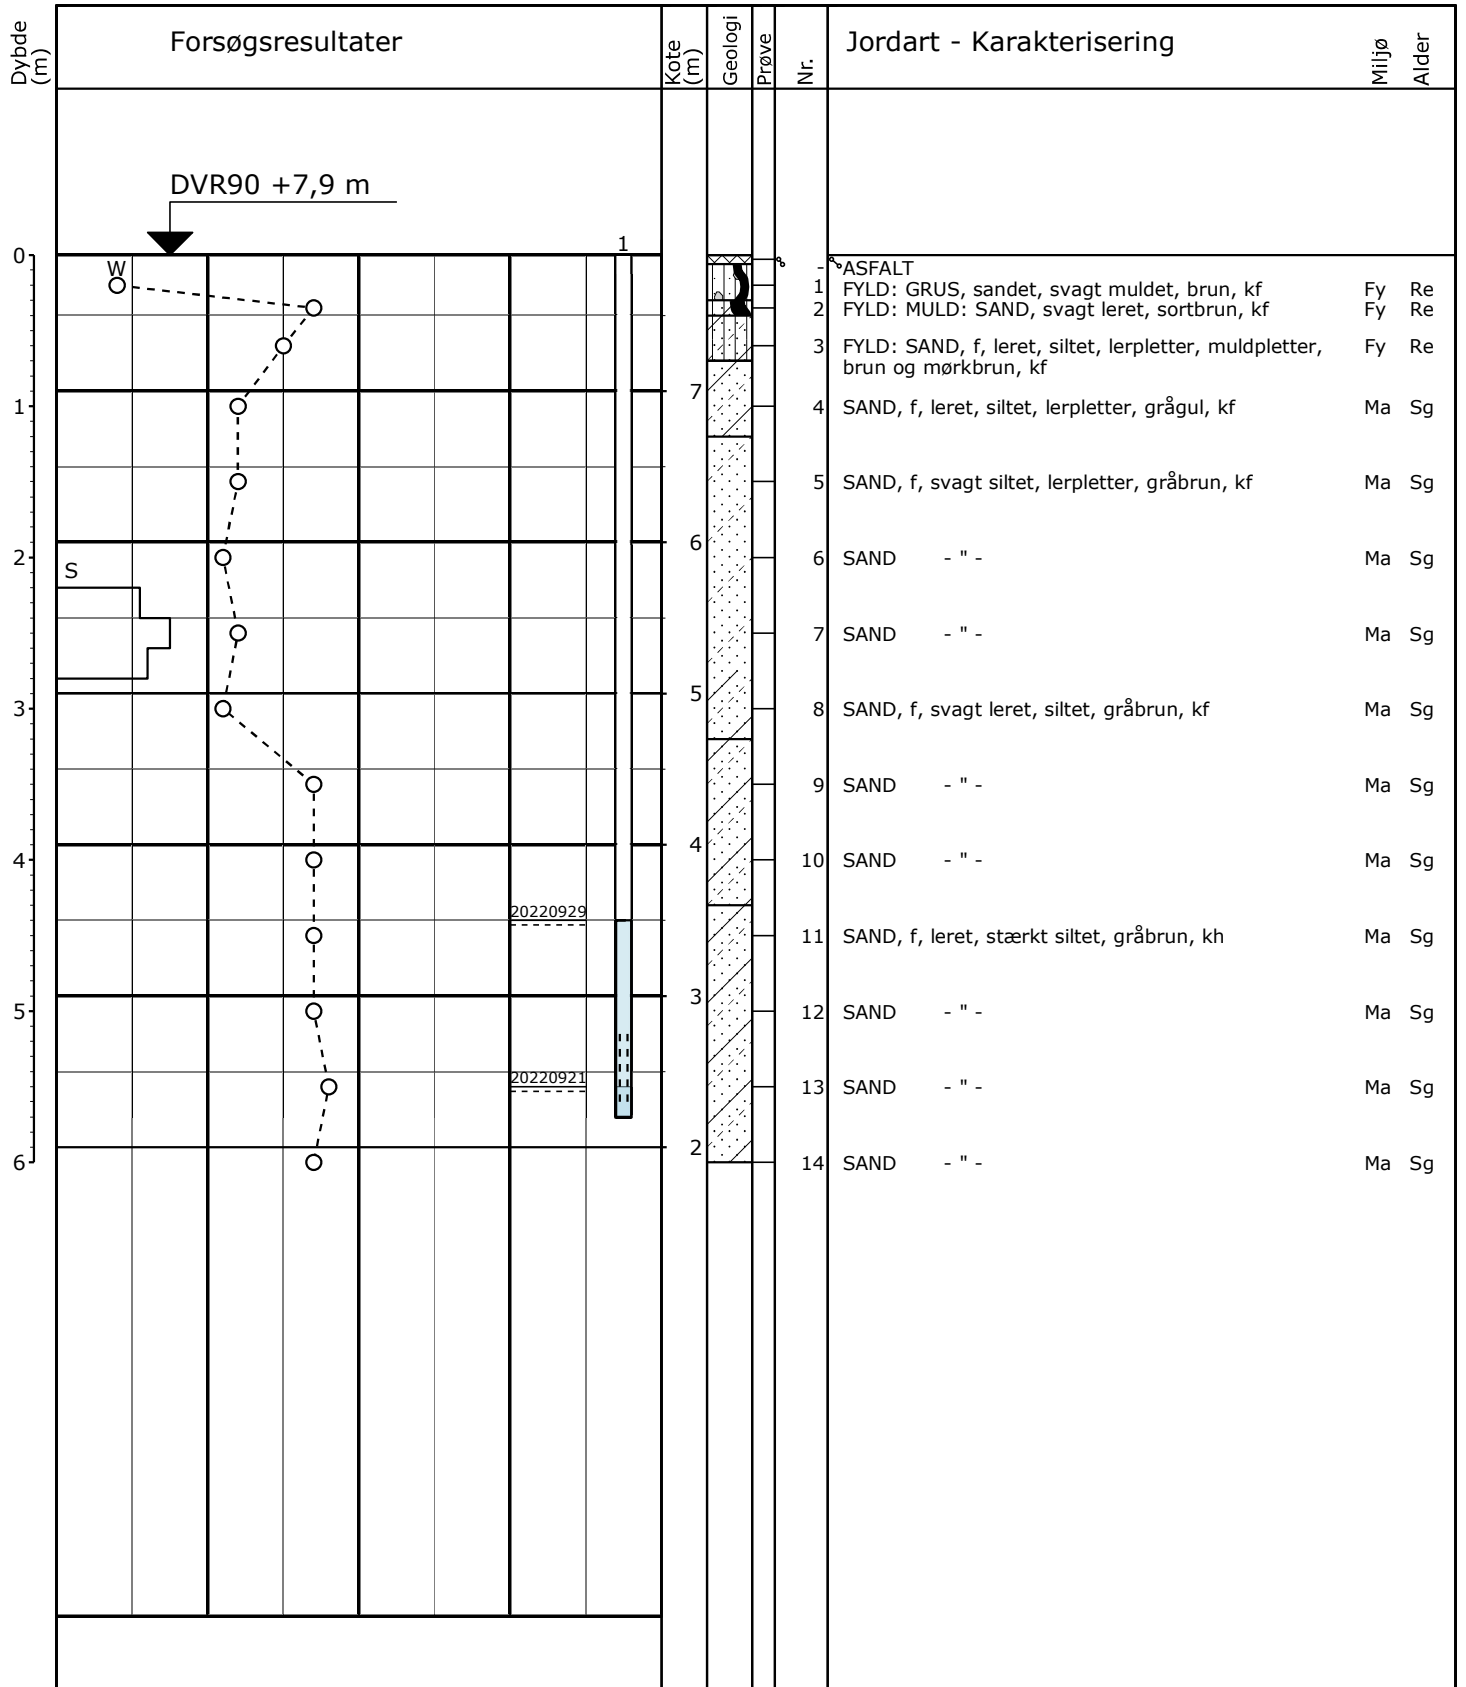 Dybde
(m)
Forsøgsresultater
Kote
(m)
Geologi
Prøve
Nr.
Jordart - Karakterisering
Miljø
Alder
DVR90 +7,9 m
1
0
W
- ASFALT
1 FYLD: GRUS, sandet, svagt muldet, brun, kf Fy Re
2 FYLD: MULD: SAND, svagt leret, sortbrun, kf Fy Re
3 FYLD: SAND, f, leret, siltet, lerpletter, muldpletter, Fy Re
brun og mørkbrun, kf
7
1
4 SAND, f, leret, siltet, lerpletter, grågul, kf Ma Sg
5 SAND, f, svagt siltet, lerpletter, gråbrun, kf Ma Sg
6
2
6 SAND - " - Ma Sg
S
7 SAND - " - Ma Sg
5
3
8 SAND, f, svagt leret, siltet, gråbrun, kf Ma Sg
9 SAND - " - Ma Sg
4
4
10 SAND - " - Ma Sg
20220929
11 SAND, f, leret, stærkt siltet, gråbrun, kh Ma Sg
3
5
12 SAND - " - Ma Sg
20220921
13 SAND - " - Ma Sg
2
6
14 SAND - " - Ma Sg